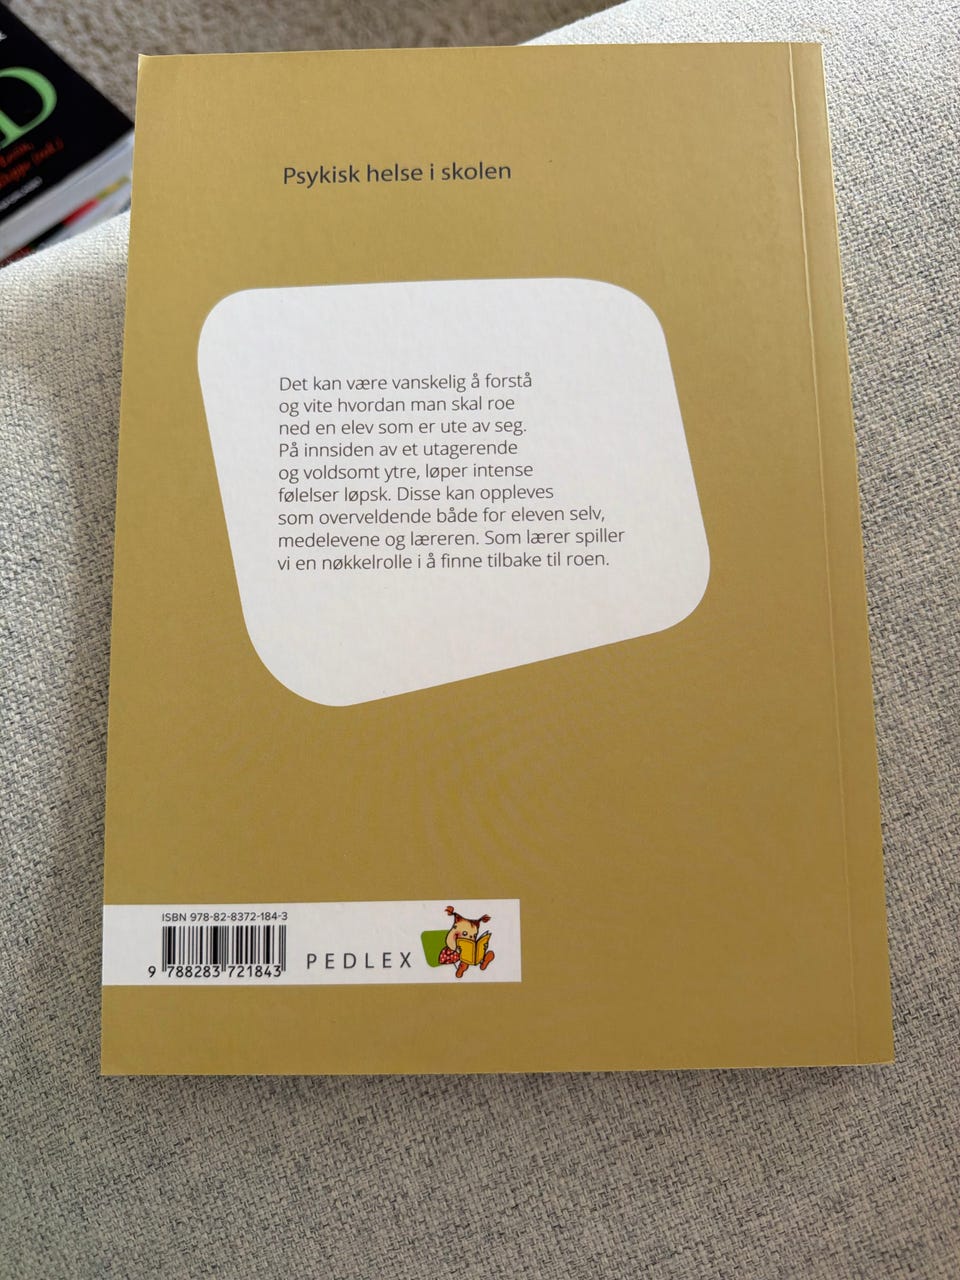 D
Psykisk helse i skolen
Det kan være vanskelig å forstå
og vite hvordan man skal roe
ned en elev som er ute av seg.
På innsiden av et utagerende
og voldsomt ytre, løper intense
følelser løpsk. Disse kan oppleves
som overveldende både for eleven selv,
medelevene og læreren. Som lærer spiller
vi en nøkkelrolle i å finne tilbake til roen.
ISBN 978-82-8372-184-3
9 788283 721843
PEDLEX